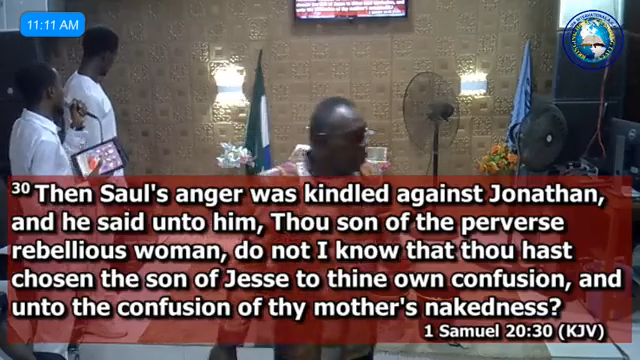 11:11 AM
30 Then Saul's anger was kindled against Jonathan,
and he said unto him, Thou son of the perverse
rebellious woman, do not I know that thou hast
chosen the son of Jesse to thine own confusion, and
unto the confusion of thy mother's nakedness?
1 Samuel 20:30 (KJV)